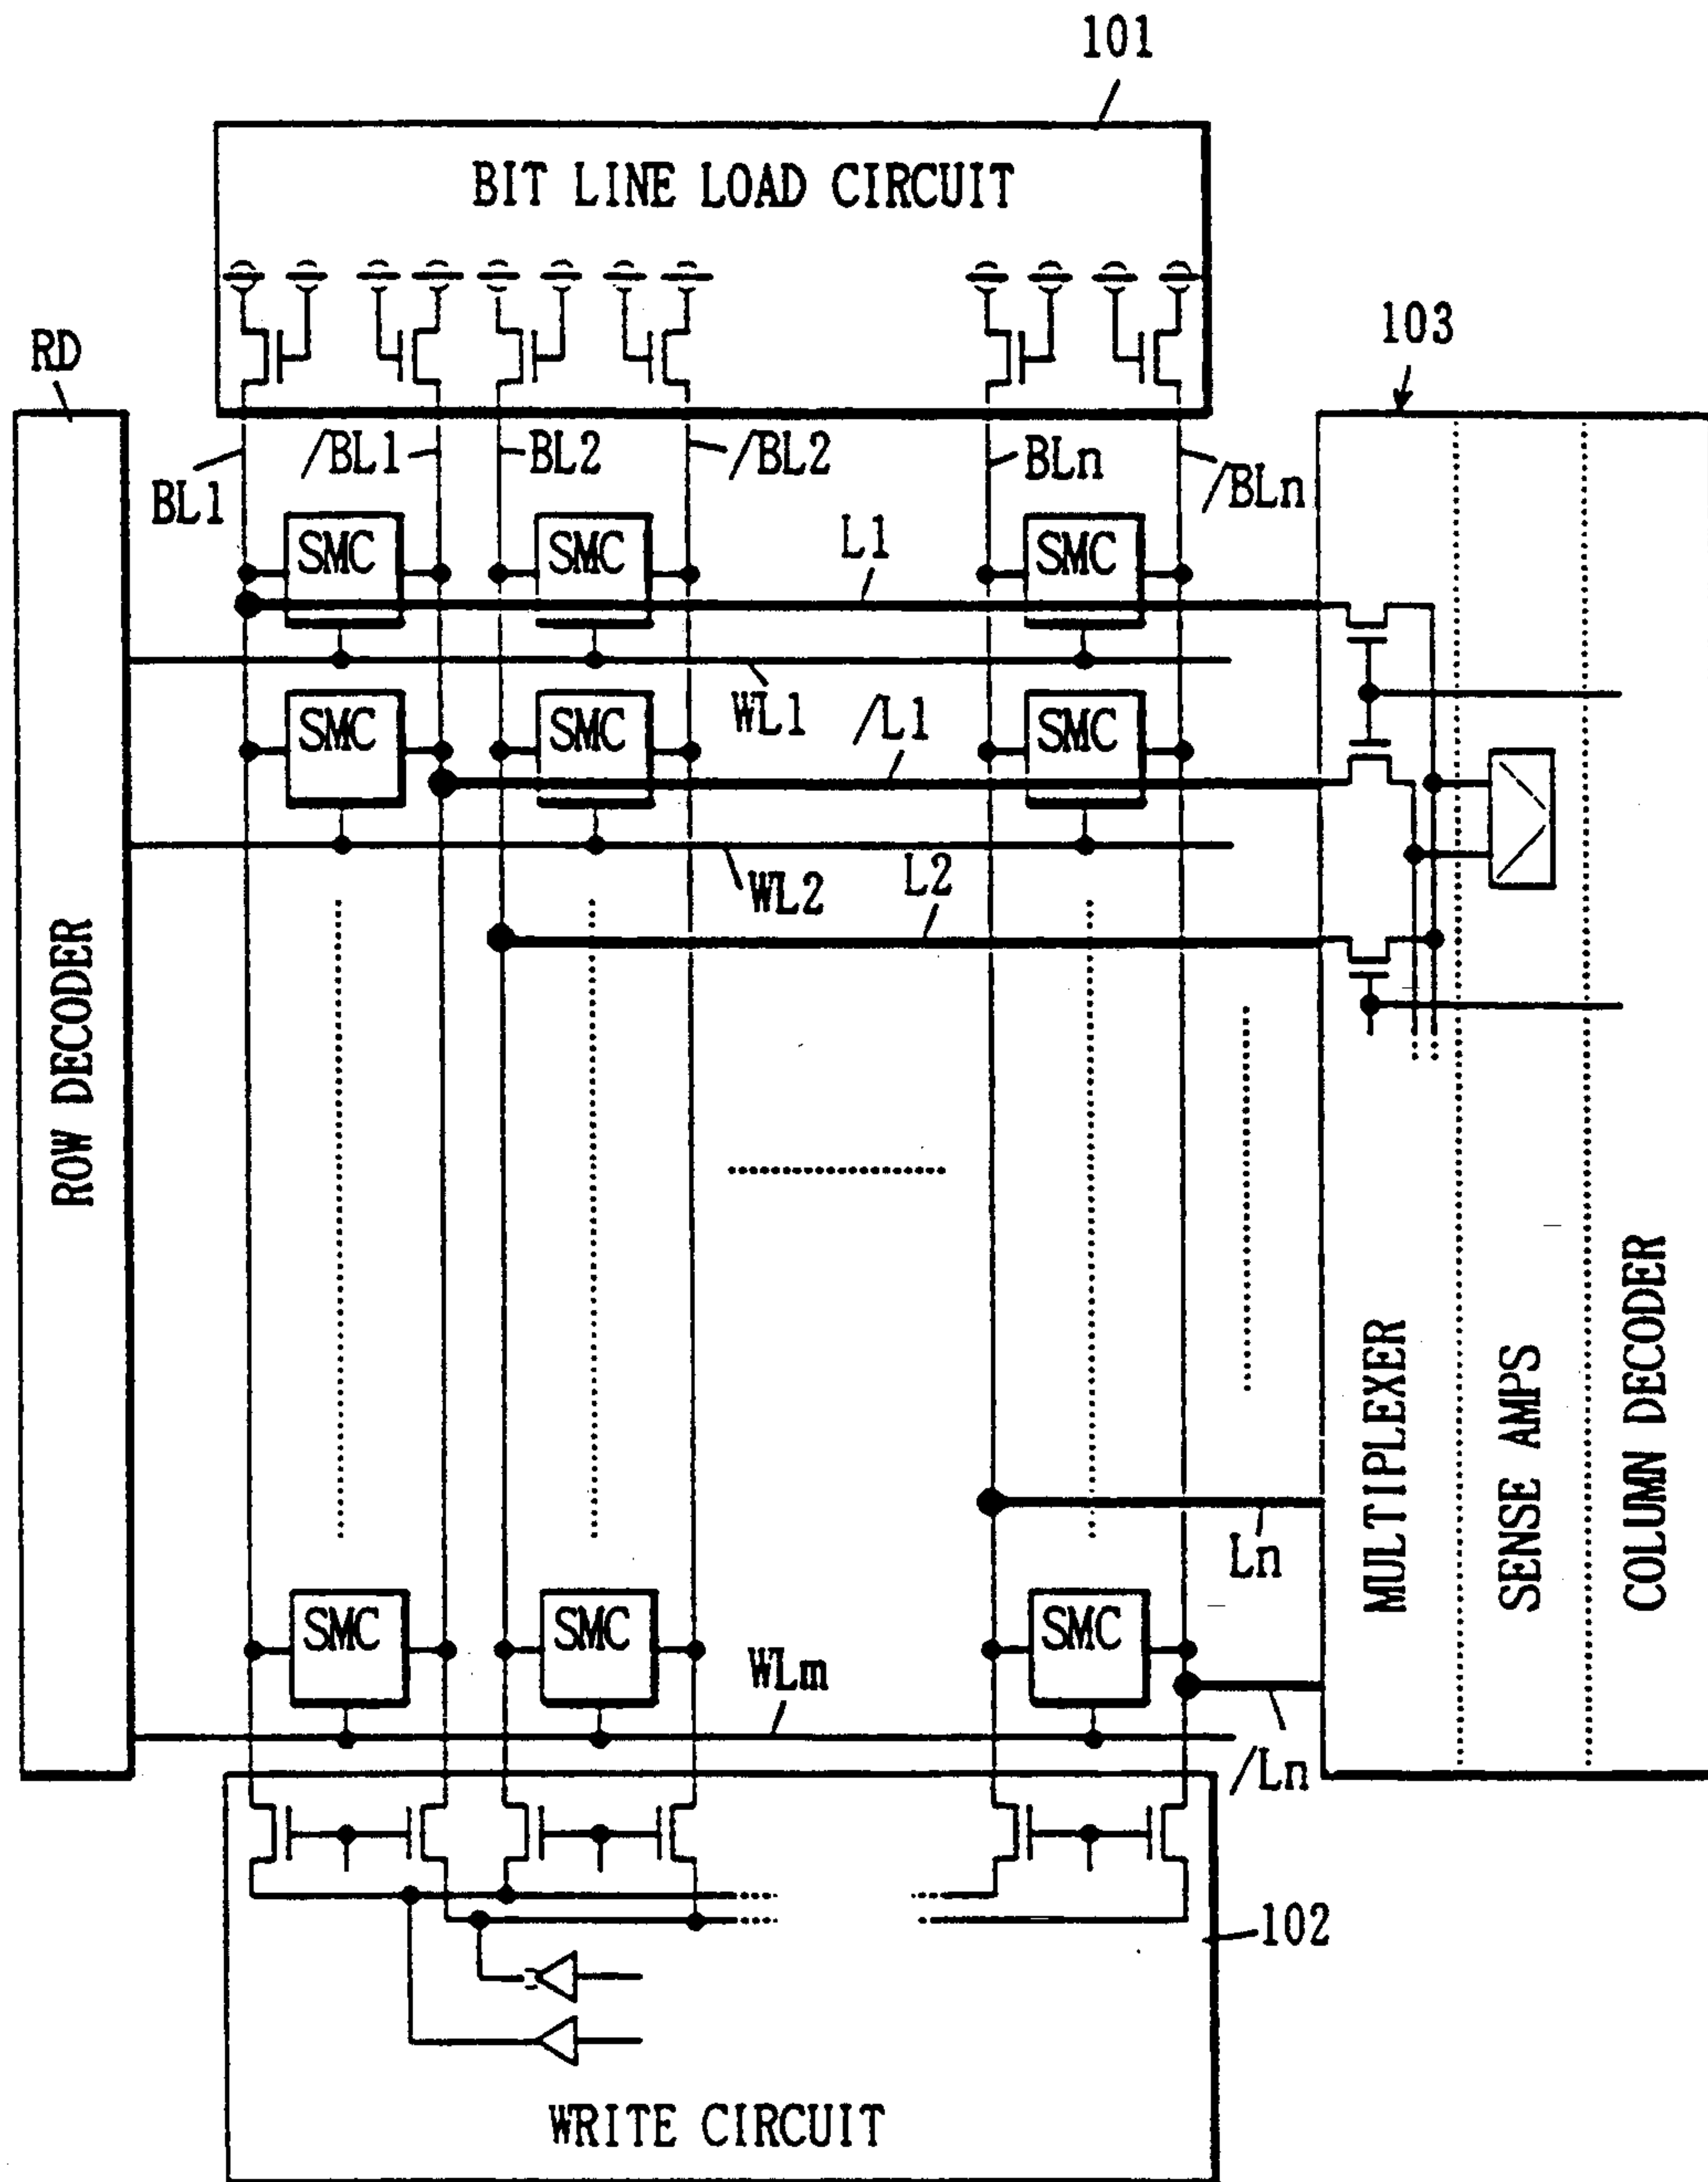 101
BIT LINE LOAD CIRCUIT
RD
103
BL1
/BL1
BL2
/BL2
BLn
/BLn
SMC
SMC
SMC
L1
WL1
SMC
SMC
SMC
/L1
WL2
L2
ROW DECODER
MULTIPLEXER
SENSE AMPS
COLUMN DECODER
Ln
SMC
SMC
SMC
WLm
/Ln
102
WRITE CIRCUIT